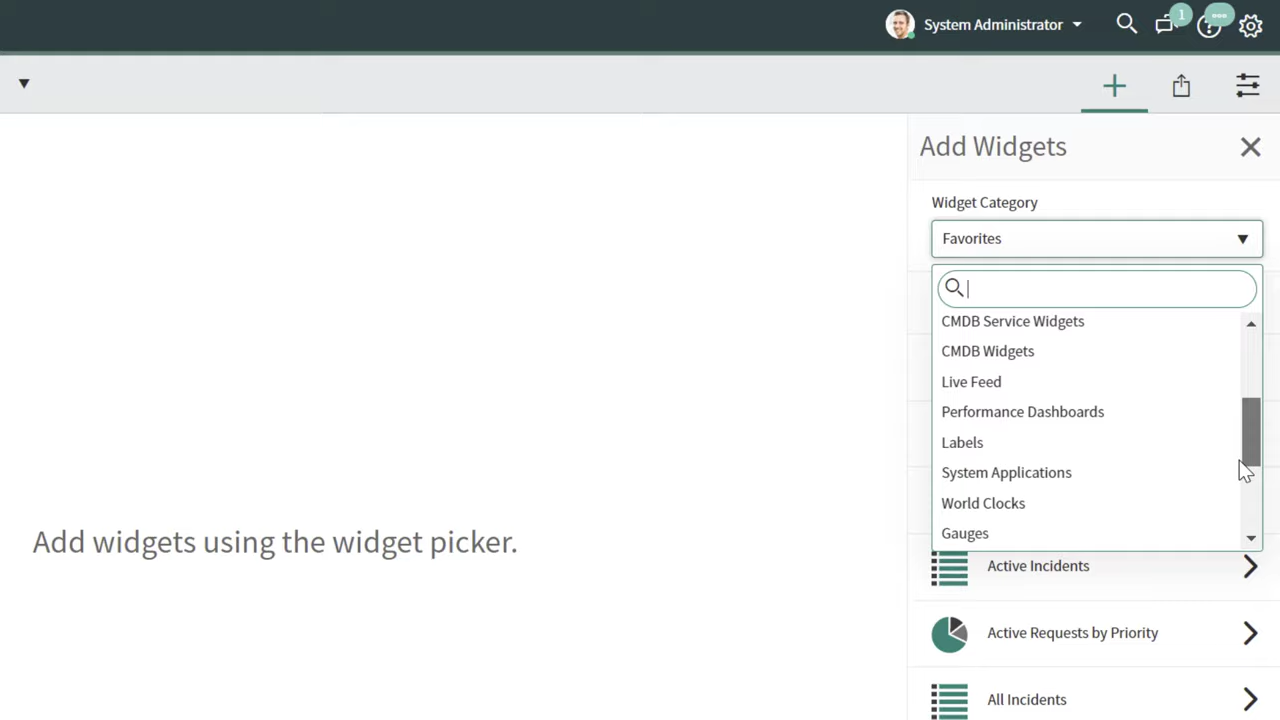 System Administrator
1
Add Widgets
Widget Category
Favorites
CMDB Service Widgets
CMDB Widgets
Live Feed
Performance Dashboards
Labels
System Applications
World Clocks
Gauges
Add widgets using the widget picker.
Active Incidents
Active Requests by Priority
All Incidents